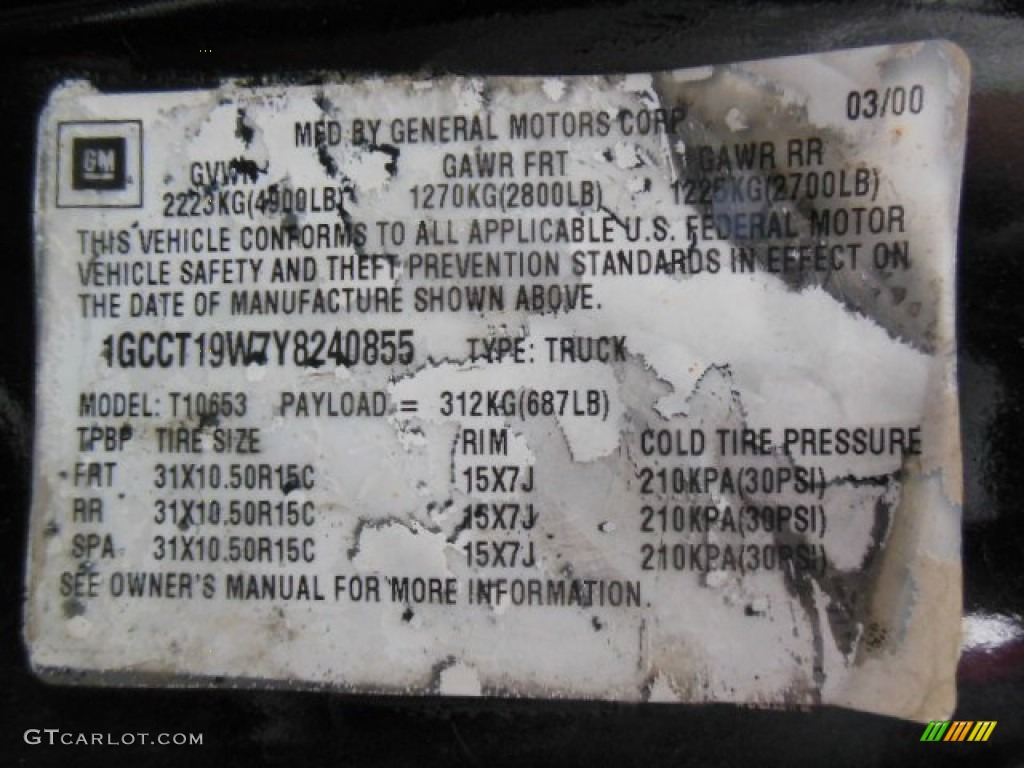 03/00
MFD BY GENERAL MOTORS CORP
GM
GVWR GAWR FRT GAWR RR
2223KG(4900LB) 1270KG(2800LB) 1225KG(2700LB)
THIS VEHICLE CONFORMS TO ALL APPLICABLE U.S. FEDERAL MOTOR
VEHICLE SAFETY AND THEFT PREVENTION STANDARDS IN EFFECT ON
THE DATE OF MANUFACTURE SHOWN ABOVE.
1GCCT19W7Y8240855 TYPE: TRUCK
MODEL: T10653 PAYLOAD = 312KG(687LB)
TPBP TIRE SIZE RIM COLD TIRE PRESSURE
FRT 31X10.50R15C 15X7J 210KPA(30PSI)
RR 31X10.50R15C 15X7J 210KPA(30PSI)
SPA 31X10.50R15C 15X7J 210KPA(30PSI)
SEE OWNER'S MANUAL FOR MORE INFORMATION.
GTCARLOT.COM